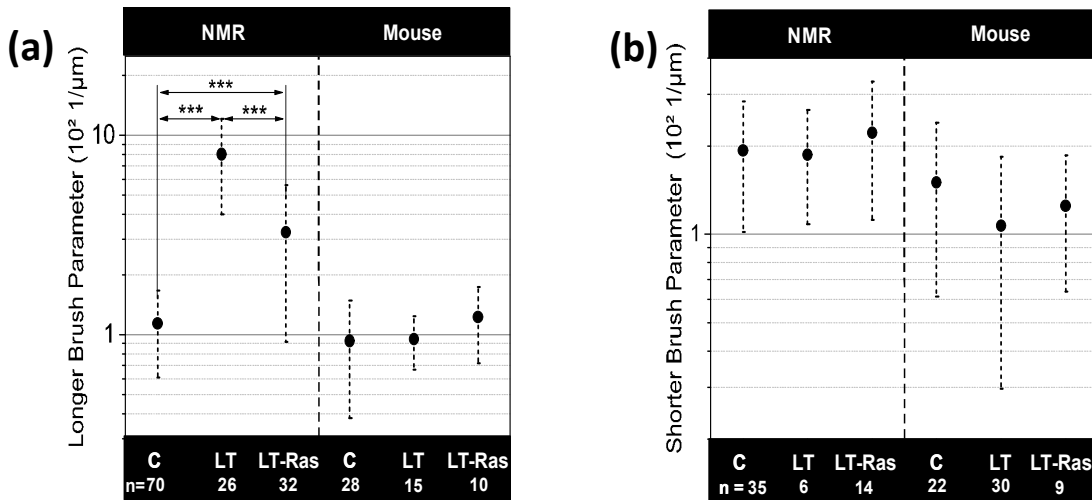 (a)
NMR Mouse
Longer Brush Parameter (10² 1/µm)
10
1
***
*** ***
C LT LT-Ras C LT LT-Ras
n=70 26 32 28 15 10
(b)
NMR Mouse
Shorter Brush Parameter (10² 1/µm)
1
C LT LT-Ras C LT LT-Ras
n = 35 6 14 22 30 9